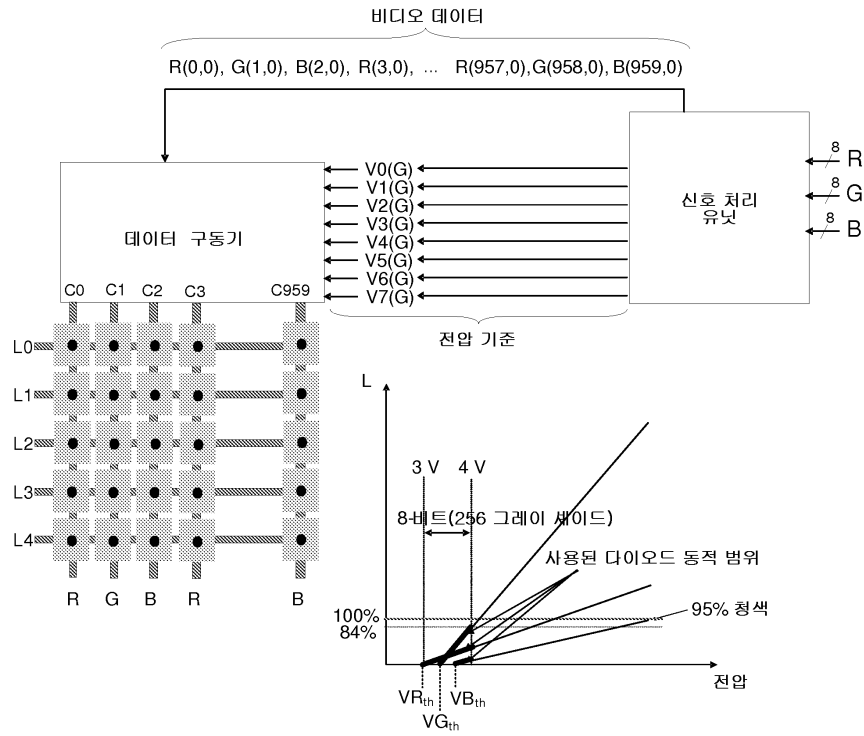 비디오 데이터
R(0,0), G(1,0), B(2,0), R(3,0), ... R(957,0),G(958,0), B(959,0)
8 R
8 G
8 B
신호 처리
유닛
V0(G)
V1(G)
V2(G)
V3(G)
V4(G)
V5(G)
V6(G)
V7(G)
데이터 구동기
C0 C1 C2 C3 C959
전압 기준
L0
L1
L2
L3
L4
R G B R B
L
3 V 4 V
8-비트(256 그레이 셰이드)
사용된 다이오드 동적 범위
95% 청색
100%
84%
전압
VRth VBth
VGth